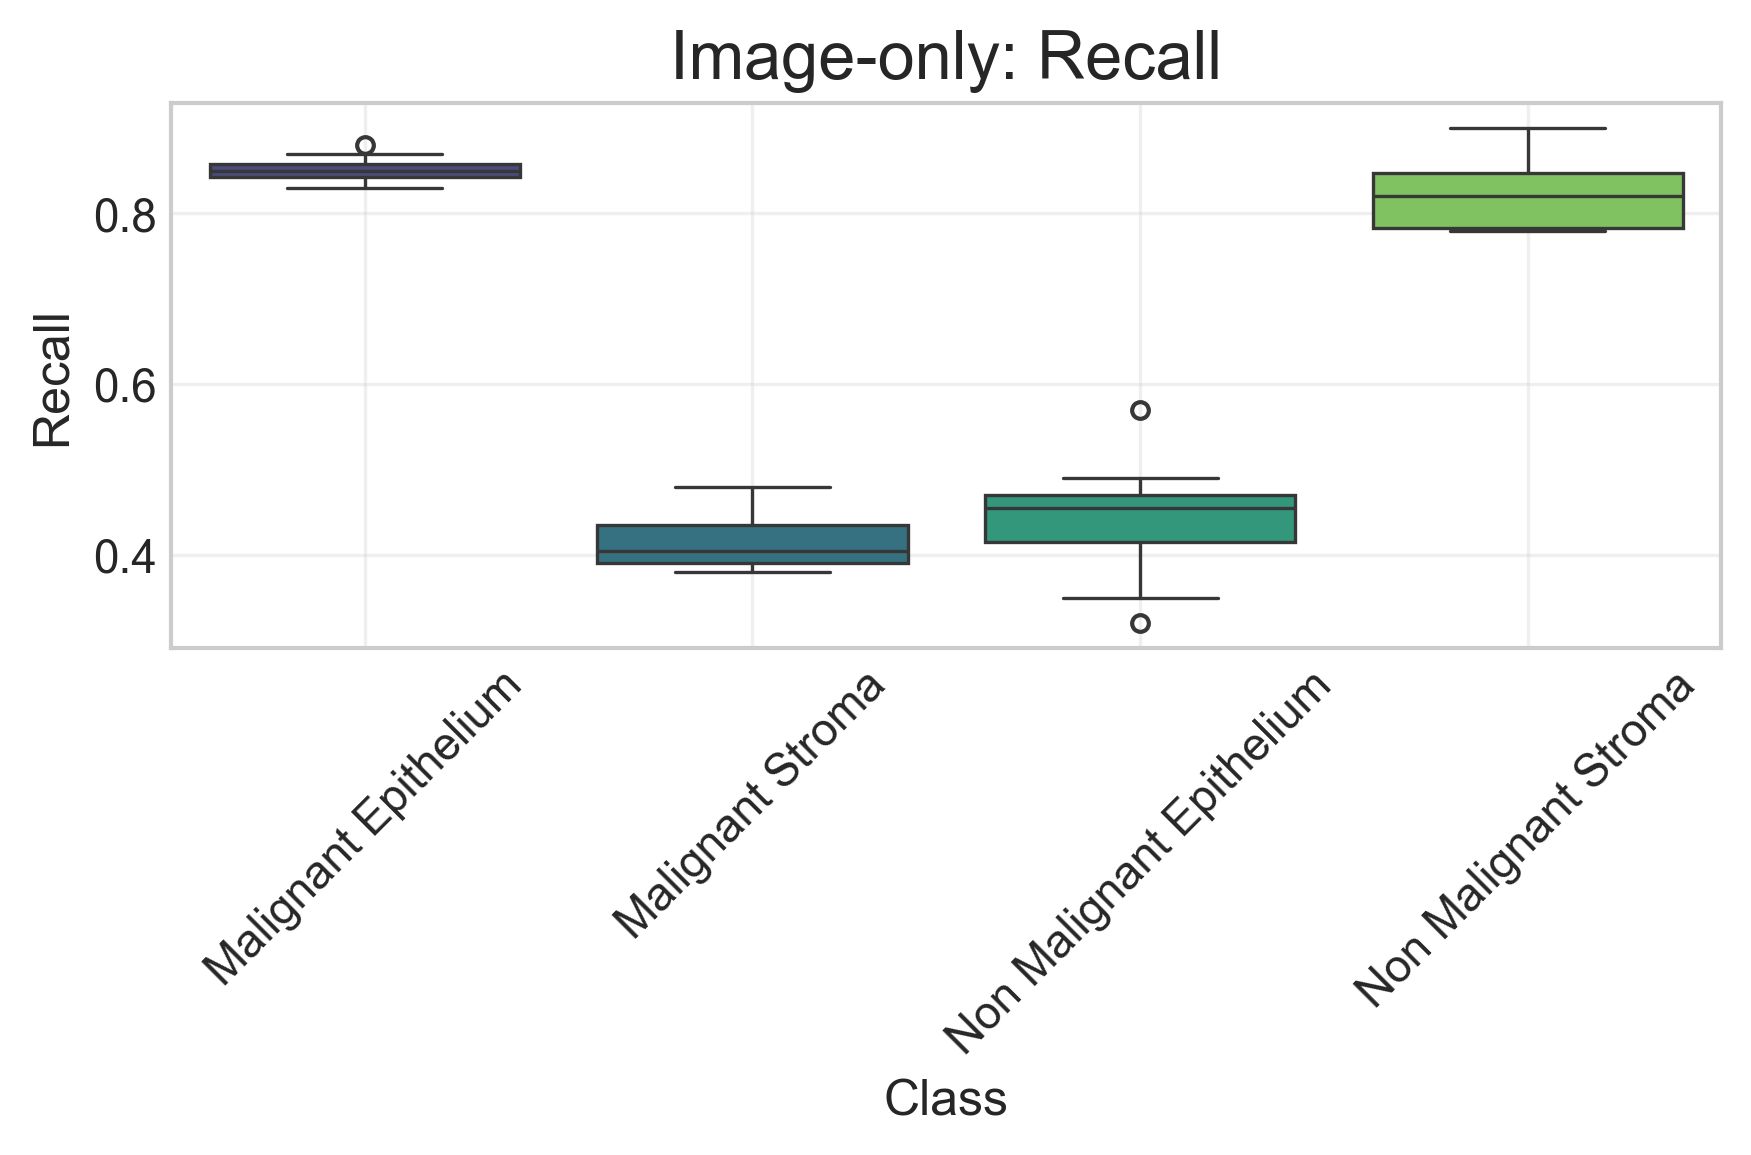 Image-only: Recall
Recall
0.8
0.6
0.4
Malignant Epithelium
Malignant Stroma
Non Malignant Epithelium
Non Malignant Stroma
Class